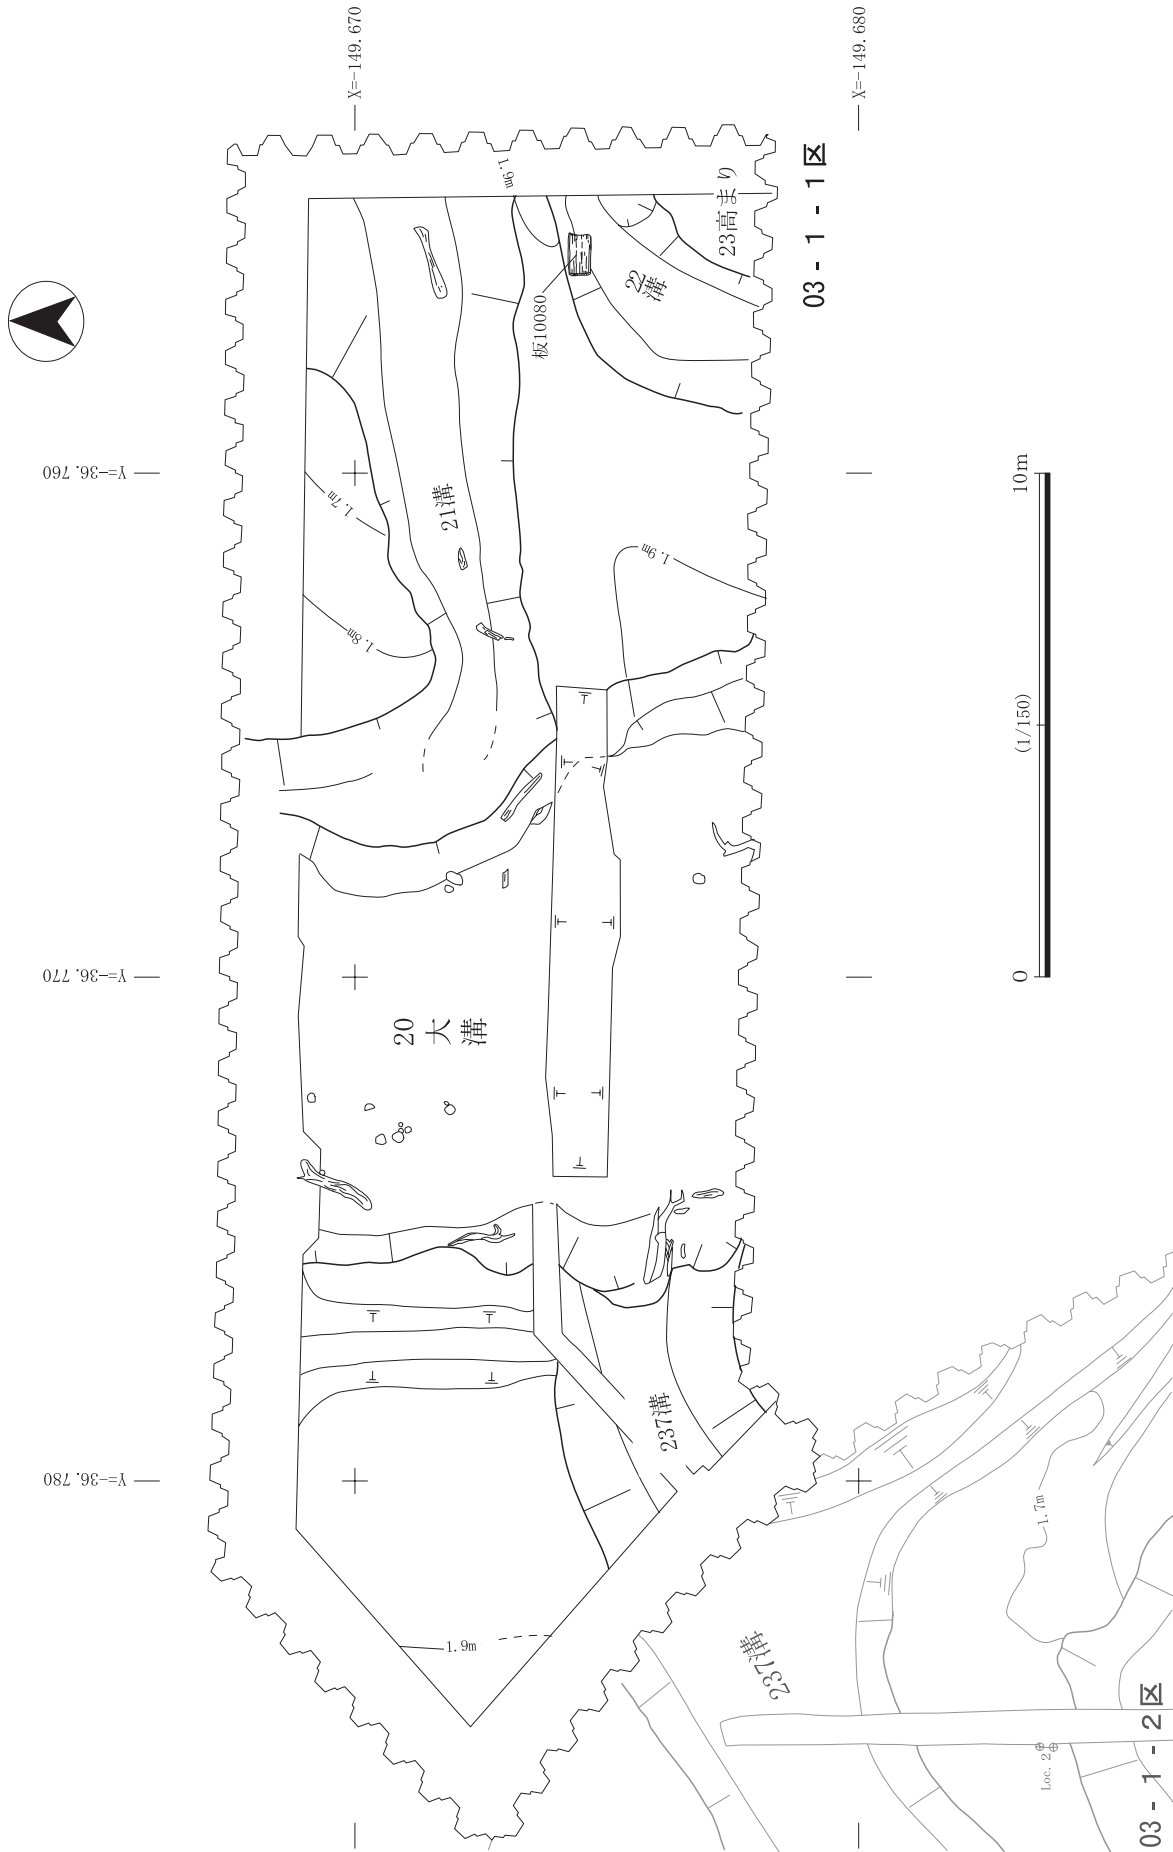 X=-149.670
X=-149.680
Y=-36.760
Y=-36.770
Y=-36.780
03-1-1区
23高まり
22溝
板10080
1.9m
21溝
1.7m
1.8m
1.9m
20
大
溝
237溝
1.9m
0
(1/150)
10m
237溝
1.7m
Loc. 2
03-1-2区